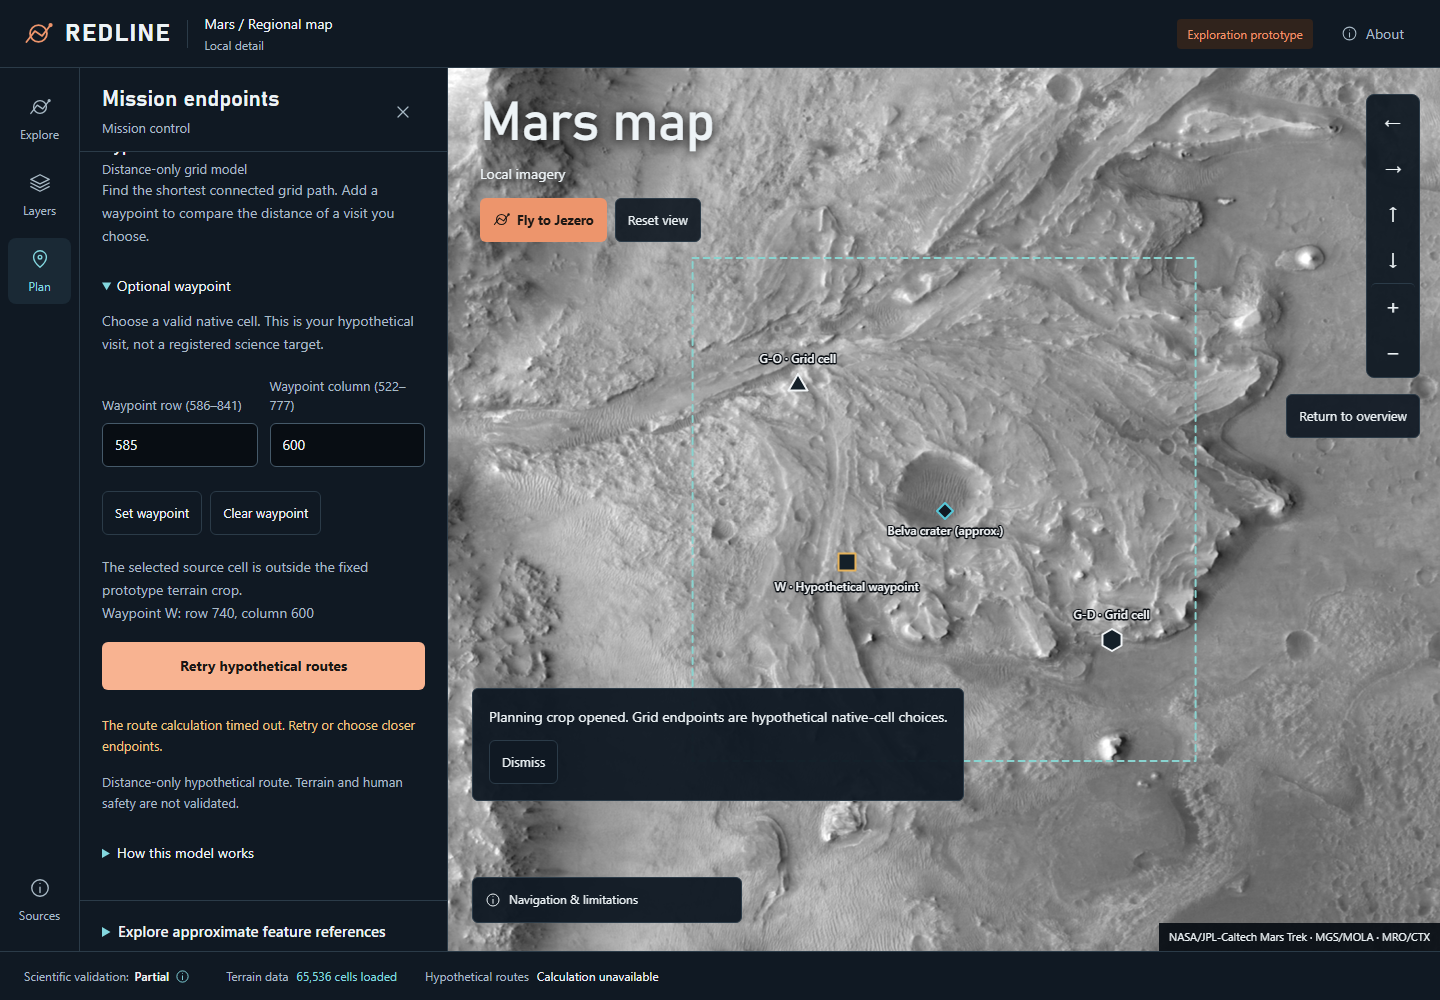 REDLINE
Mars / Regional map
Local detail
Exploration prototype
About
Explore
Layers
Plan
Sources
Mission endpoints
Mission control
Distance-only grid model
Find the shortest connected grid path. Add a
waypoint to compare the distance of a visit you
choose.
Optional waypoint
Choose a valid native cell. This is your hypothetical
visit, not a registered science target.
Waypoint row (586–841)
Waypoint column (522–
777)
585
600
Set waypoint
Clear waypoint
The selected source cell is outside the fixed
prototype terrain crop.
Waypoint W: row 740, column 600
Retry hypothetical routes
The route calculation timed out. Retry or choose closer
endpoints.
Distance-only hypothetical route. Terrain and human
safety are not validated.
How this model works
Explore approximate feature references
Mars map
Local imagery
Fly to Jezero
Reset view
←
→
↑
↓
+
−
Return to overview
G-O · Grid cell
Belva crater (approx.)
W · Hypothetical waypoint
G-D · Grid cell
Planning crop opened. Grid endpoints are hypothetical native-cell choices.
Dismiss
Navigation & limitations
NASA/JPL-Caltech Mars Trek · MGS/MOLA · MRO/CTX
Scientific validation: Partial
Terrain data 65,536 cells loaded
Hypothetical routes Calculation unavailable